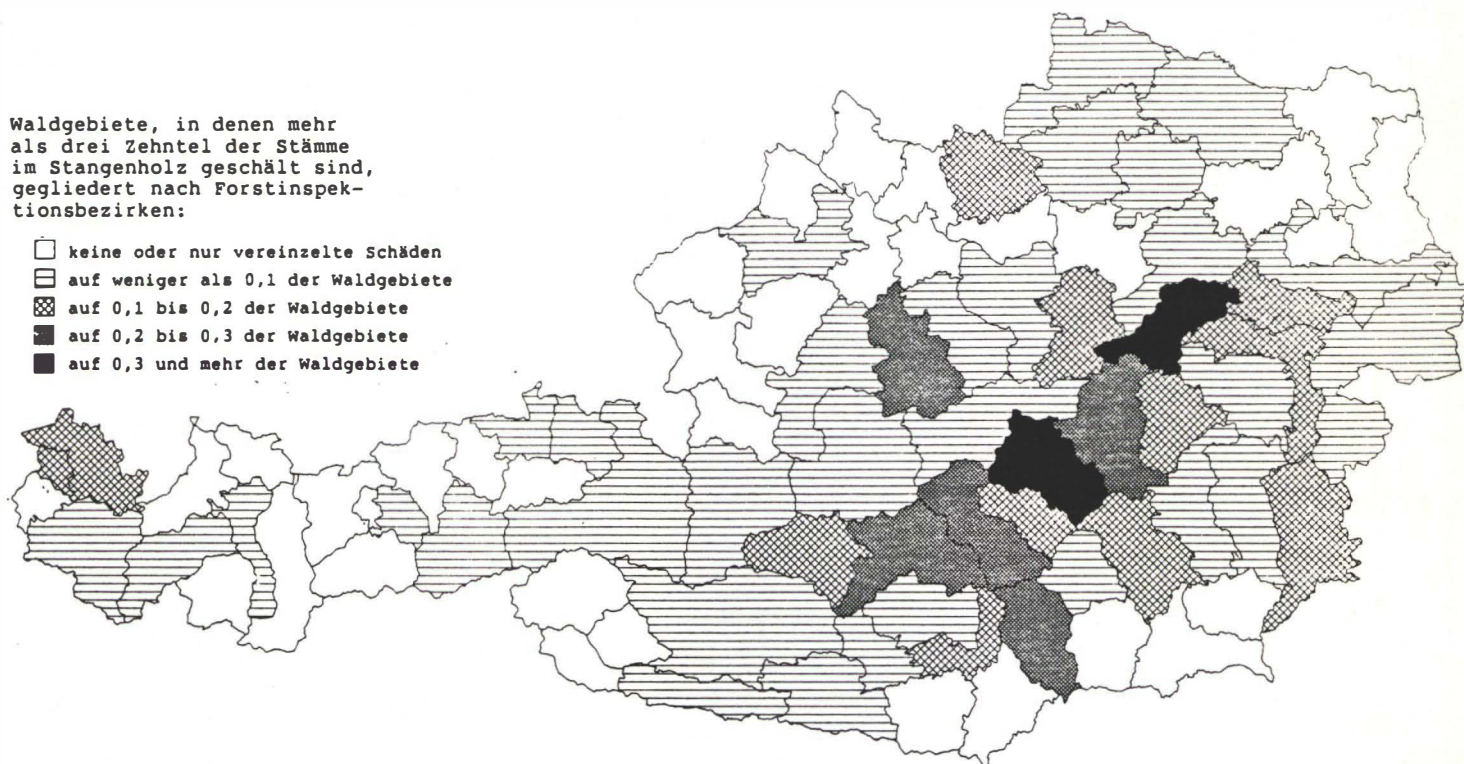 Waldgebiete, in denen mehr
als drei Zehntel der Stämme
im Stangenholz geschält sind,
gegliedert nach Forstinspek-
tionsbezirken:
keine oder nur vereinzelte Schäden
auf weniger als 0,1 der Waldgebiete
auf 0,1 bis 0,2 der Waldgebiete
auf 0,2 bis 0,3 der Waldgebiete
auf 0,3 und mehr der Waldgebiete